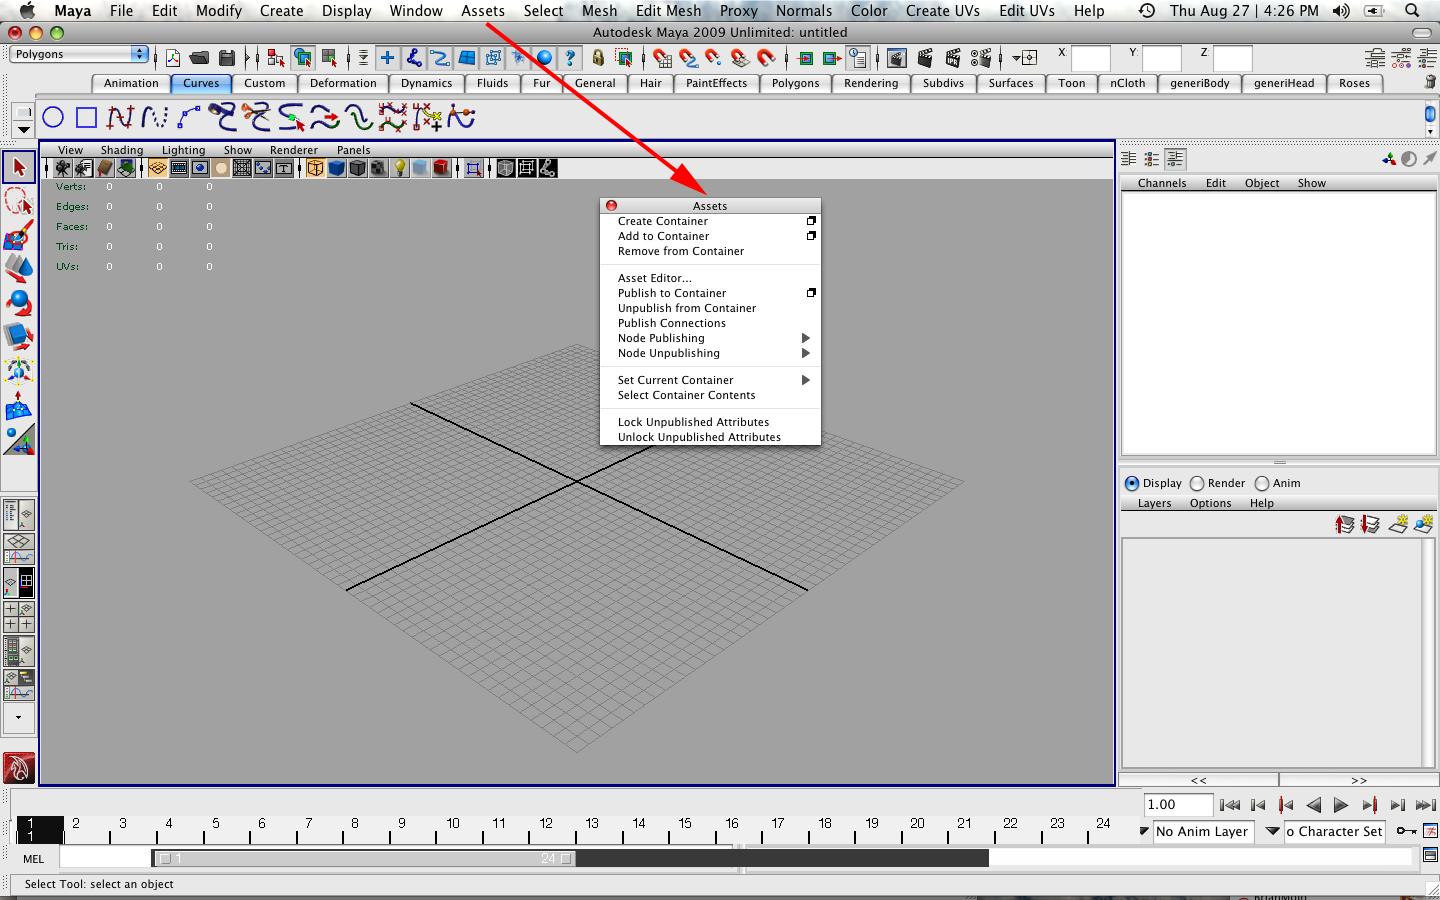 Maya File Edit Modify Create Display Window Assets Select Mesh Edit Mesh Proxy Normals Color Create UVs Edit UVs Help Thu Aug 27 | 4:26 PM
Autodesk Maya 2009 Unlimited: untitled
Polygons X: Y: Z:
Animation Curves Custom Deformation Dynamics Fluids Fur General Hair PaintEffects Polygons Rendering Subdivs Surfaces Toon nCloth generiBody generiHead Roses
View Shading Lighting Show Renderer Panels
Verts: 0 0 0
Edges: 0 0 0
Faces: 0 0 0
Tris: 0 0 0
UVs: 0 0 0
Assets
Create Container
Add to Container
Remove from Container
Asset Editor...
Publish to Container
Unpublish from Container
Publish Connections
Node Publishing
Node Unpublishing
Set Current Container
Select Container Contents
Lock Unpublished Attributes
Unlock Unpublished Attributes
Channels Edit Object Show
Display Render Anim
Layers Options Help
<< >>
1.00
1 2 3 4 5 6 7 8 9 10 11 12 13 14 15 16 17 18 19 20 21 22 23 24
1
No Anim Layer o Character Set
MEL 1 24
Select Tool: select an object